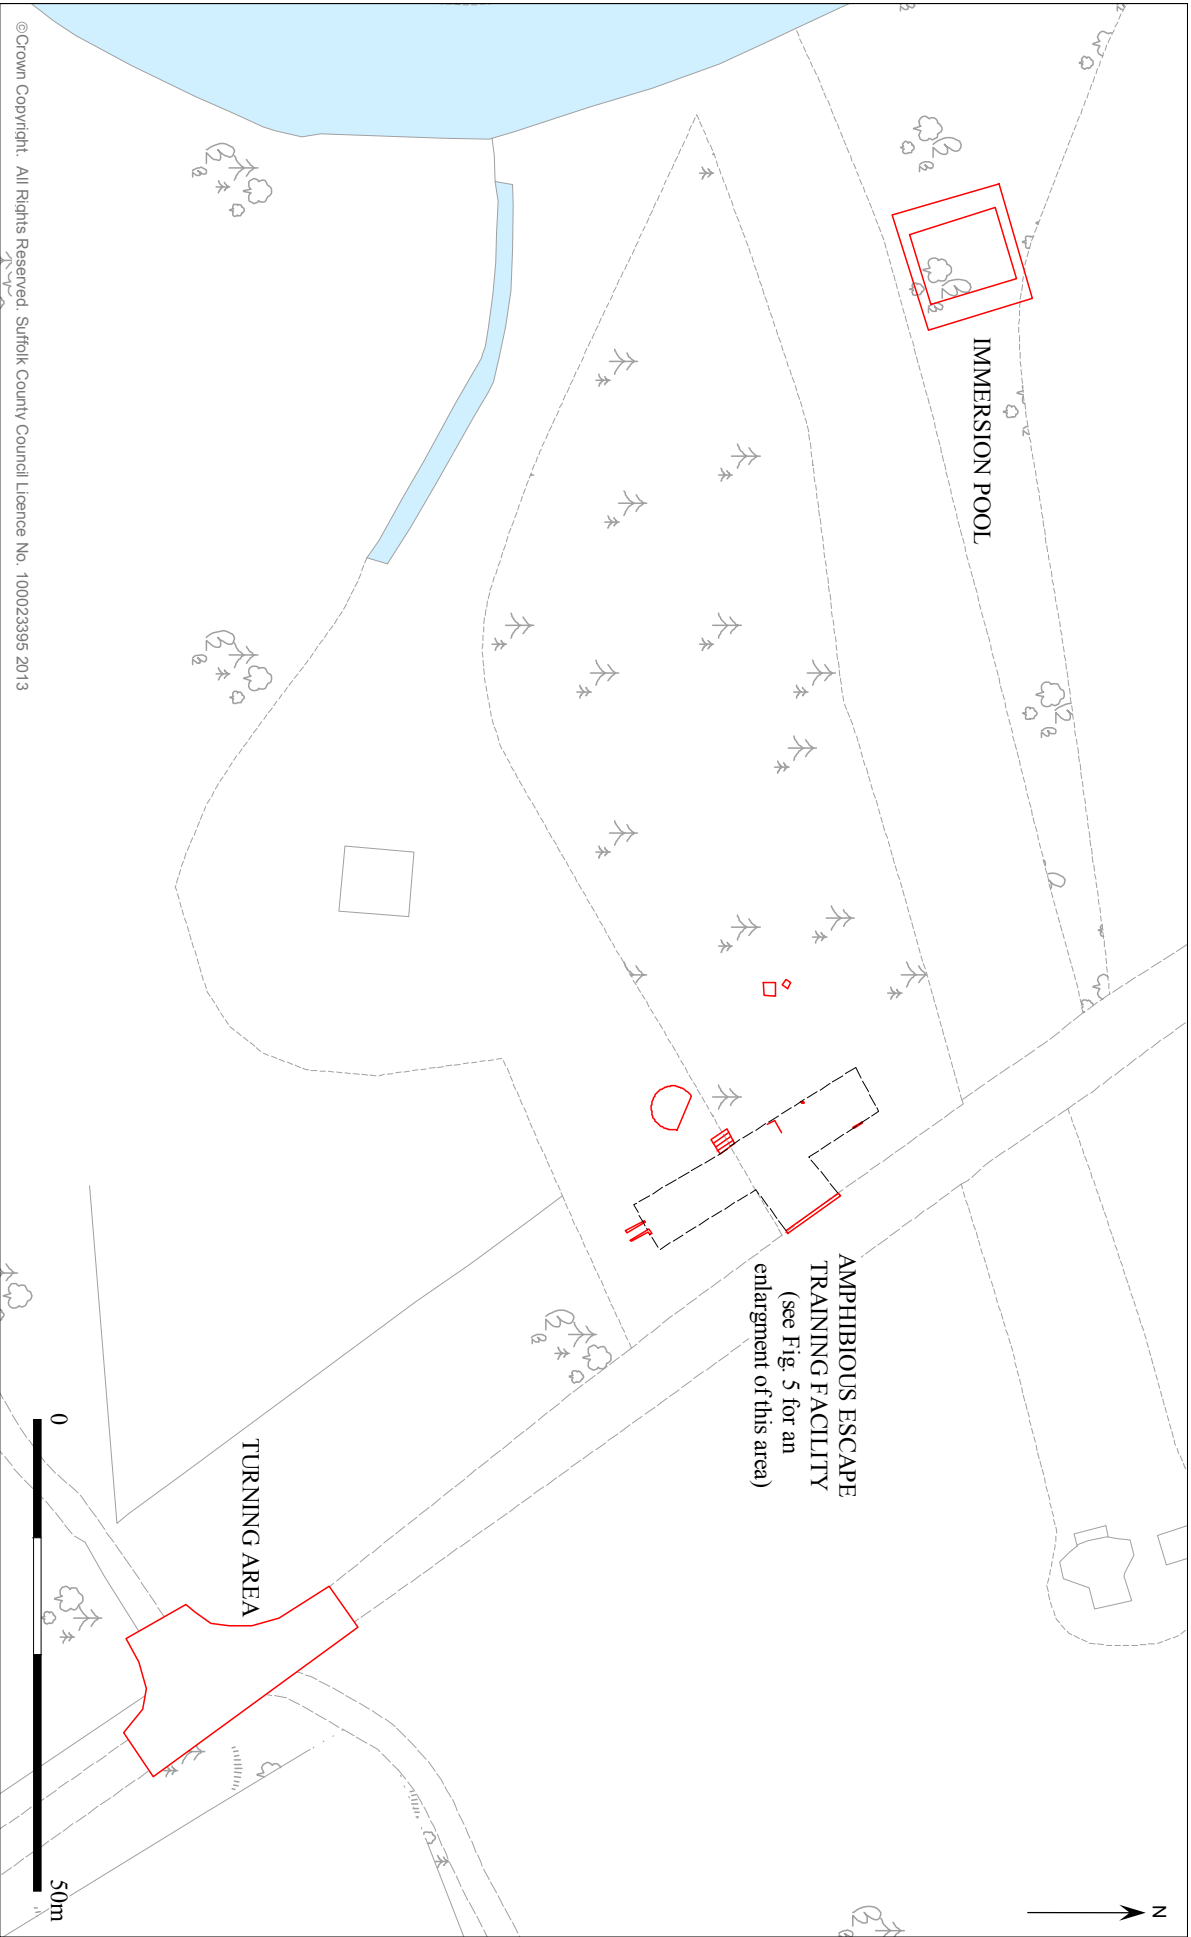 IMMERSION POOL
AMPHIBIOUS ESCAPE
TRAINING FACILITY
(see Fig. 5 for an
enlargment of this area)
TURNING AREA
N
0
50m
©Crown Copyright. All Rights Reserved. Suffolk County Council Licence No. 100023395 2013